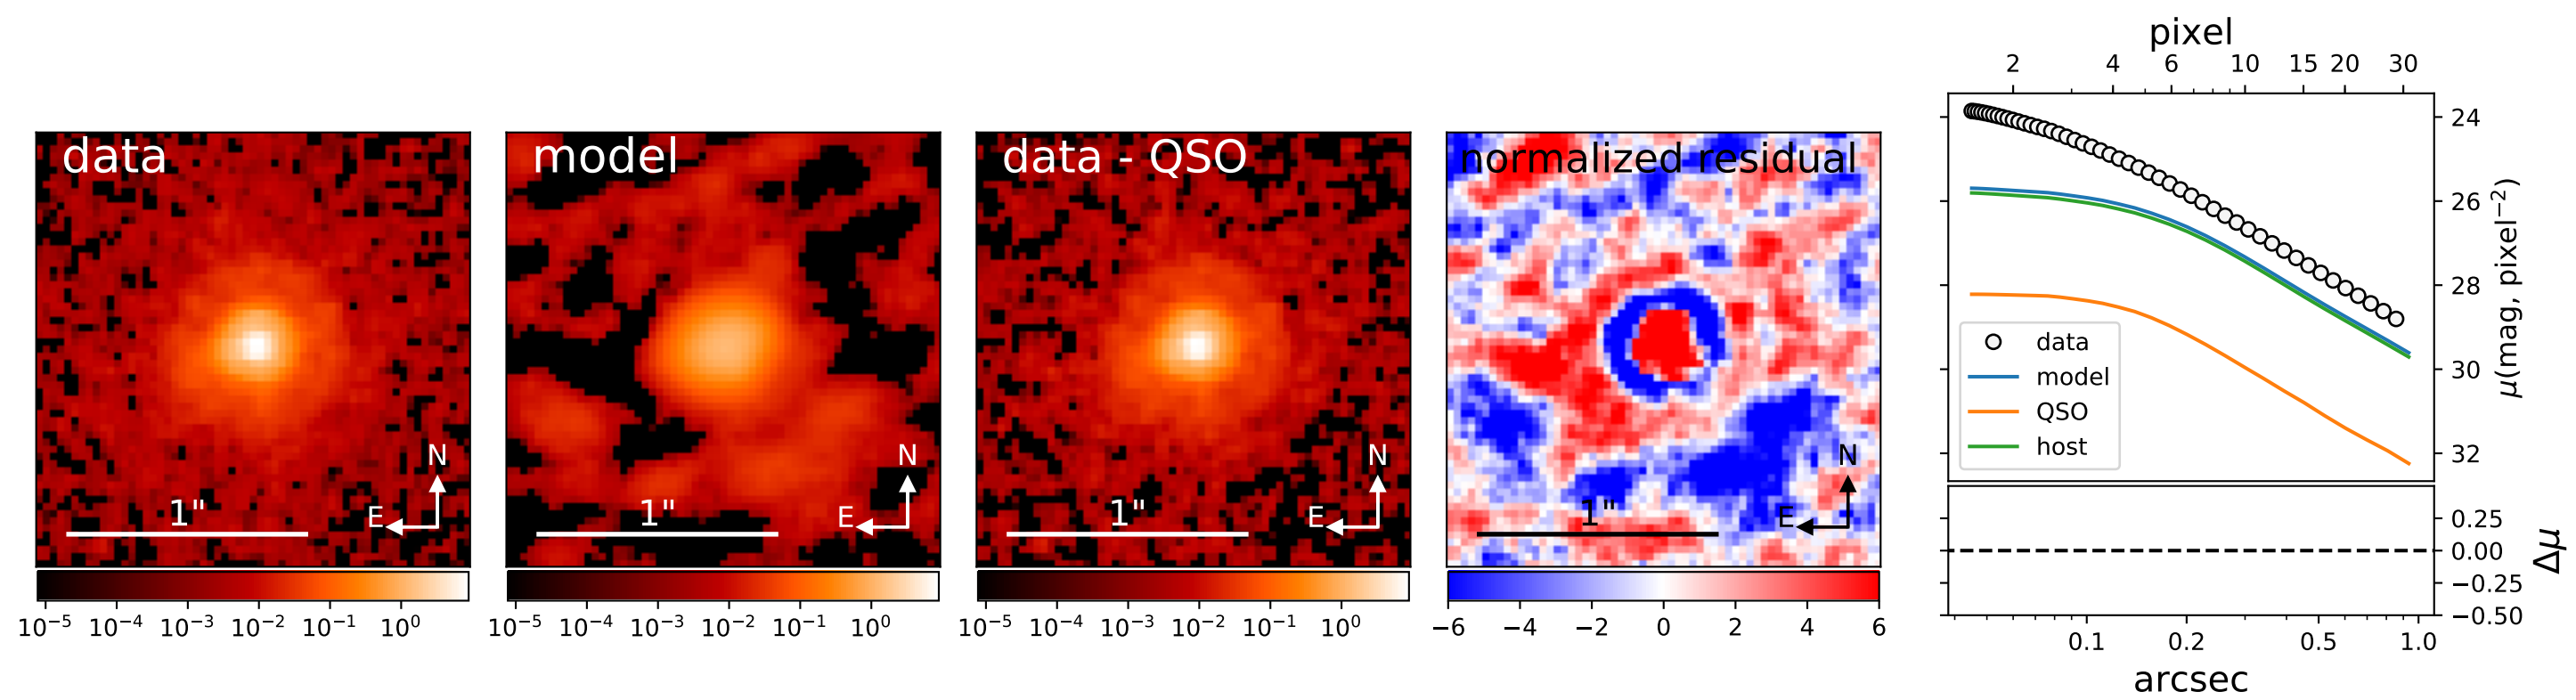 data
N
E
1"
10⁻⁵ 10⁻⁴ 10⁻³ 10⁻² 10⁻¹ 10⁰
model
N
E
1"
10⁻⁵ 10⁻⁴ 10⁻³ 10⁻² 10⁻¹ 10⁰
data - QSO
N
E
1"
10⁻⁵ 10⁻⁴ 10⁻³ 10⁻² 10⁻¹ 10⁰
normalized residual
N
E
1"
−6 −4 −2 0 2 4 6
pixel
2 4 6 10 15 20 30
24
26
28
30
32
μ(mag, pixel⁻²)
data
model
QSO
host
0.25
0.00
−0.25
−0.50
Δμ
0.1 0.2 0.5 1.0
arcsec